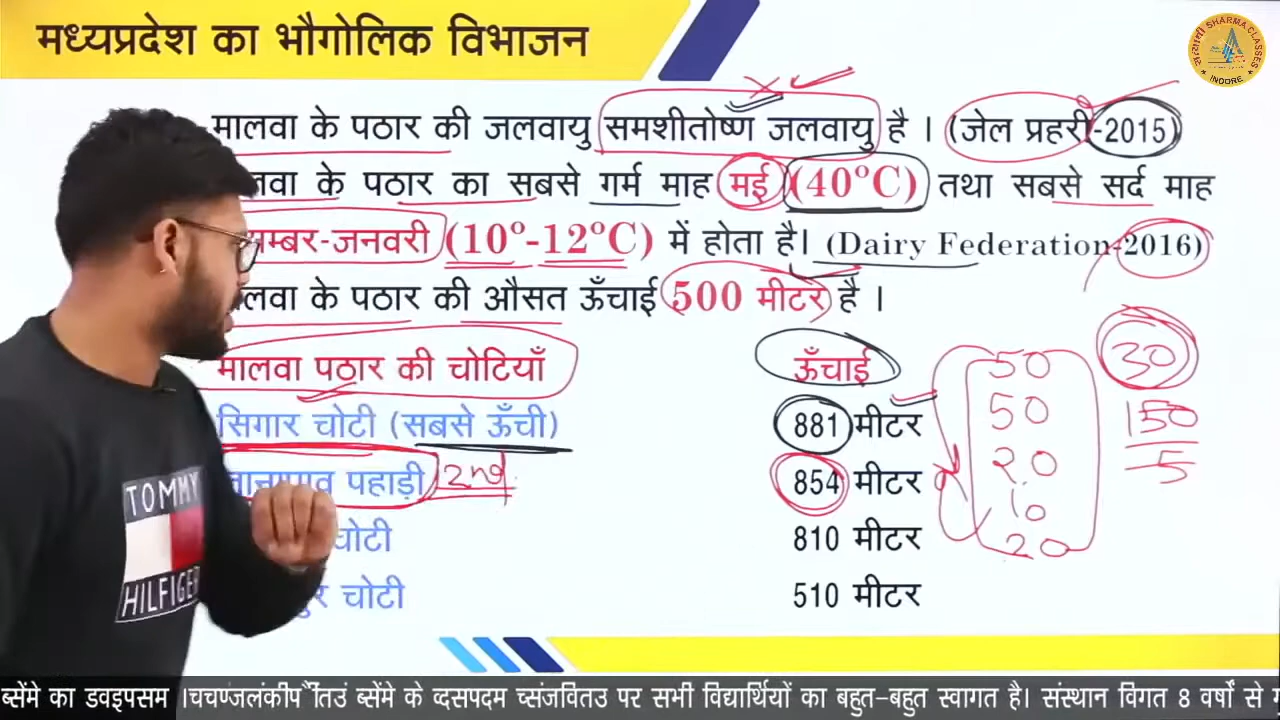 मध्यप्रदेश का भौगोलिक विभाजन
SHARMA CLASSES
INDORE
मालवा के पठार की जलवायु समशीतोष्ण जलवायु है । (जेल प्रहरी-2015)
के पठार का सबसे गर्म माह मई (40°C) तथा सबसे सर्द माह
जनवरी (10°-12°C) में होता है। (Dairy Federation-2016)
के पठार की औसत ऊँचाई 500 मीटर है ।
मालवा पठार की चोटियाँ ऊँचाई
सिगार चोटी (सबसे ऊँची) 881 मीटर
पहाड़ी 2nd 854 मीटर
चोटी 810 मीटर
चोटी 510 मीटर
50
50
20
10
20
30
150
5
TOMMY
HILFIGER
ब्सेंमे का डवइपसम
ब्सेंमे के
पर सभी विद्यार्थियों का बहुत–बहुत स्वागत है। संस्थान विगत 8 वर्षों से